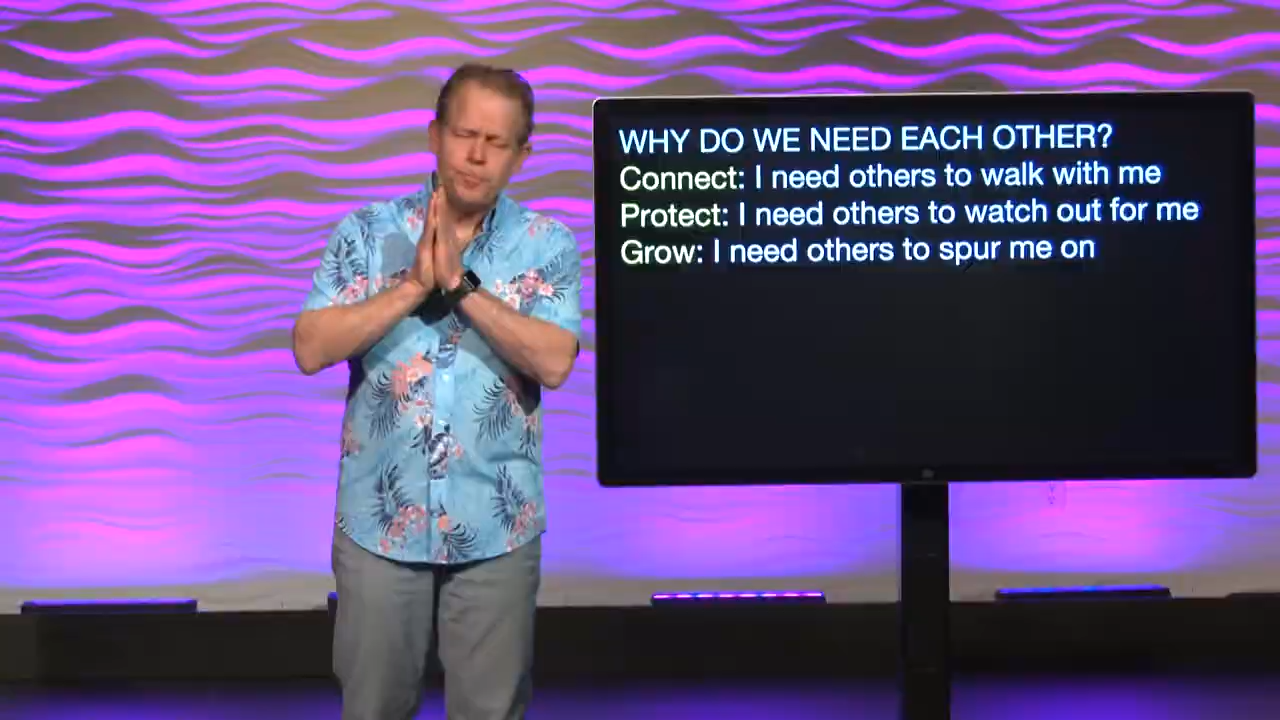 WHY DO WE NEED EACH OTHER?
Connect: I need others to walk with me
Protect: I need others to watch out for me
Grow: I need others to spur me on